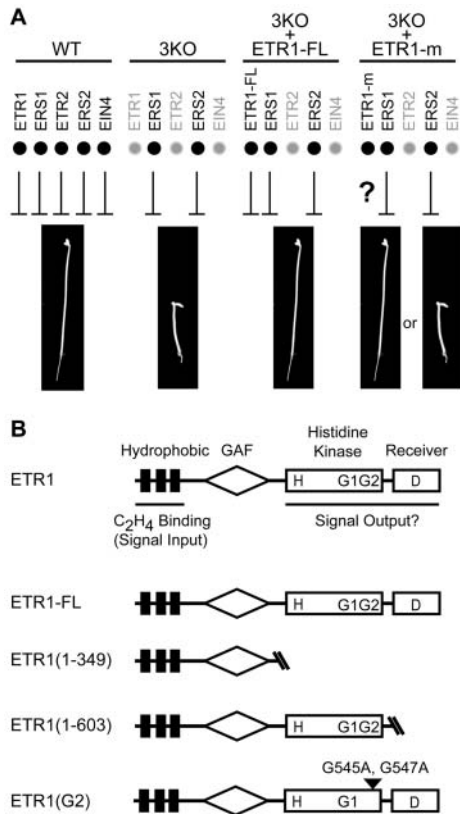 A
WT
3KO
3KO + ETR1-FL
3KO + ETR1-m
ETR1 ERS1 ETR2 ERS2 EIN4
ETR1 ERS1 ETR2 ERS2 EIN4
ETR1-FL ERS1 ETR2 ERS2 EIN4
ETR1-m ERS1 ETR2 ERS2 EIN4
?
or
B
Hydrophobic GAF Histidine Kinase Receiver
ETR1 H G1G2 D
C2H4 Binding (Signal Input)
Signal Output?
ETR1-FL H G1G2 D
ETR1(1-349)
ETR1(1-603) H G1G2
G545A, G547A
ETR1(G2) H G1 D